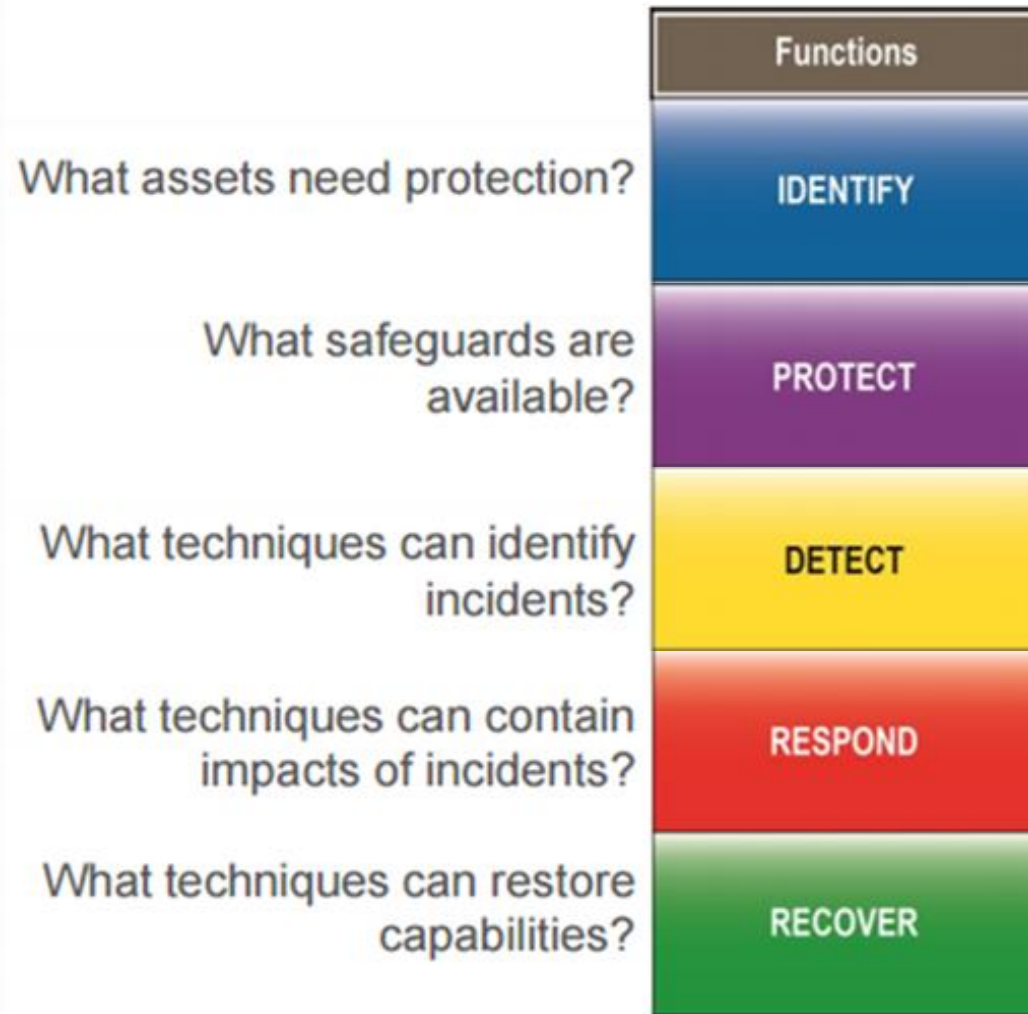 Functions
What assets need protection?
IDENTIFY
What safeguards are
available?
PROTECT
What techniques can identify
incidents?
DETECT
What techniques can contain
impacts of incidents?
RESPOND
What techniques can restore
capabilities?
RECOVER